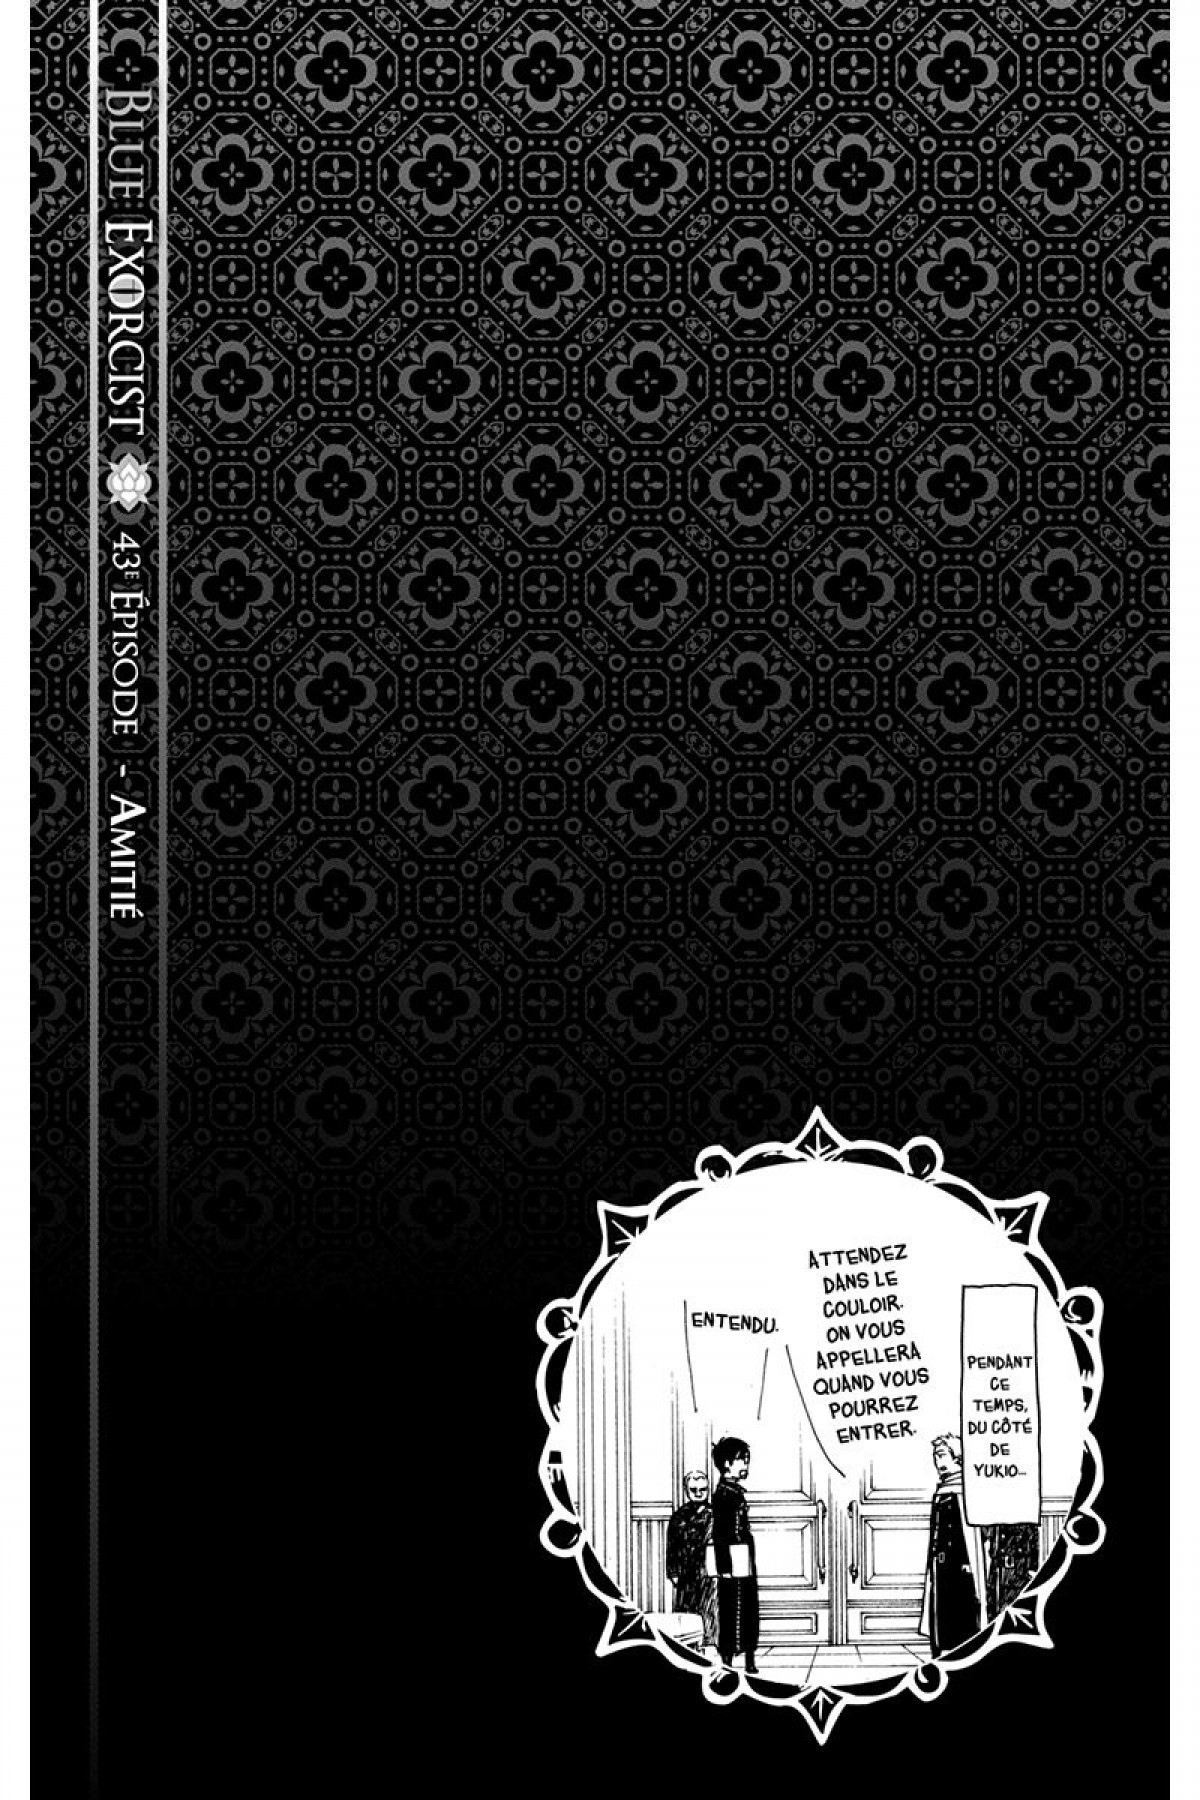 BLUE EXORCIST 43E ÉPISODE - AMITIÉ
PENDANT
CE
TEMPS,
DU CÔTÉ
DE
YUKIO...
ATTENDEZ
DANS LE
COULOIR.
ON VOUS
APPELLERA
QUAND VOUS
POURREZ
ENTRER.
ENTENDU.